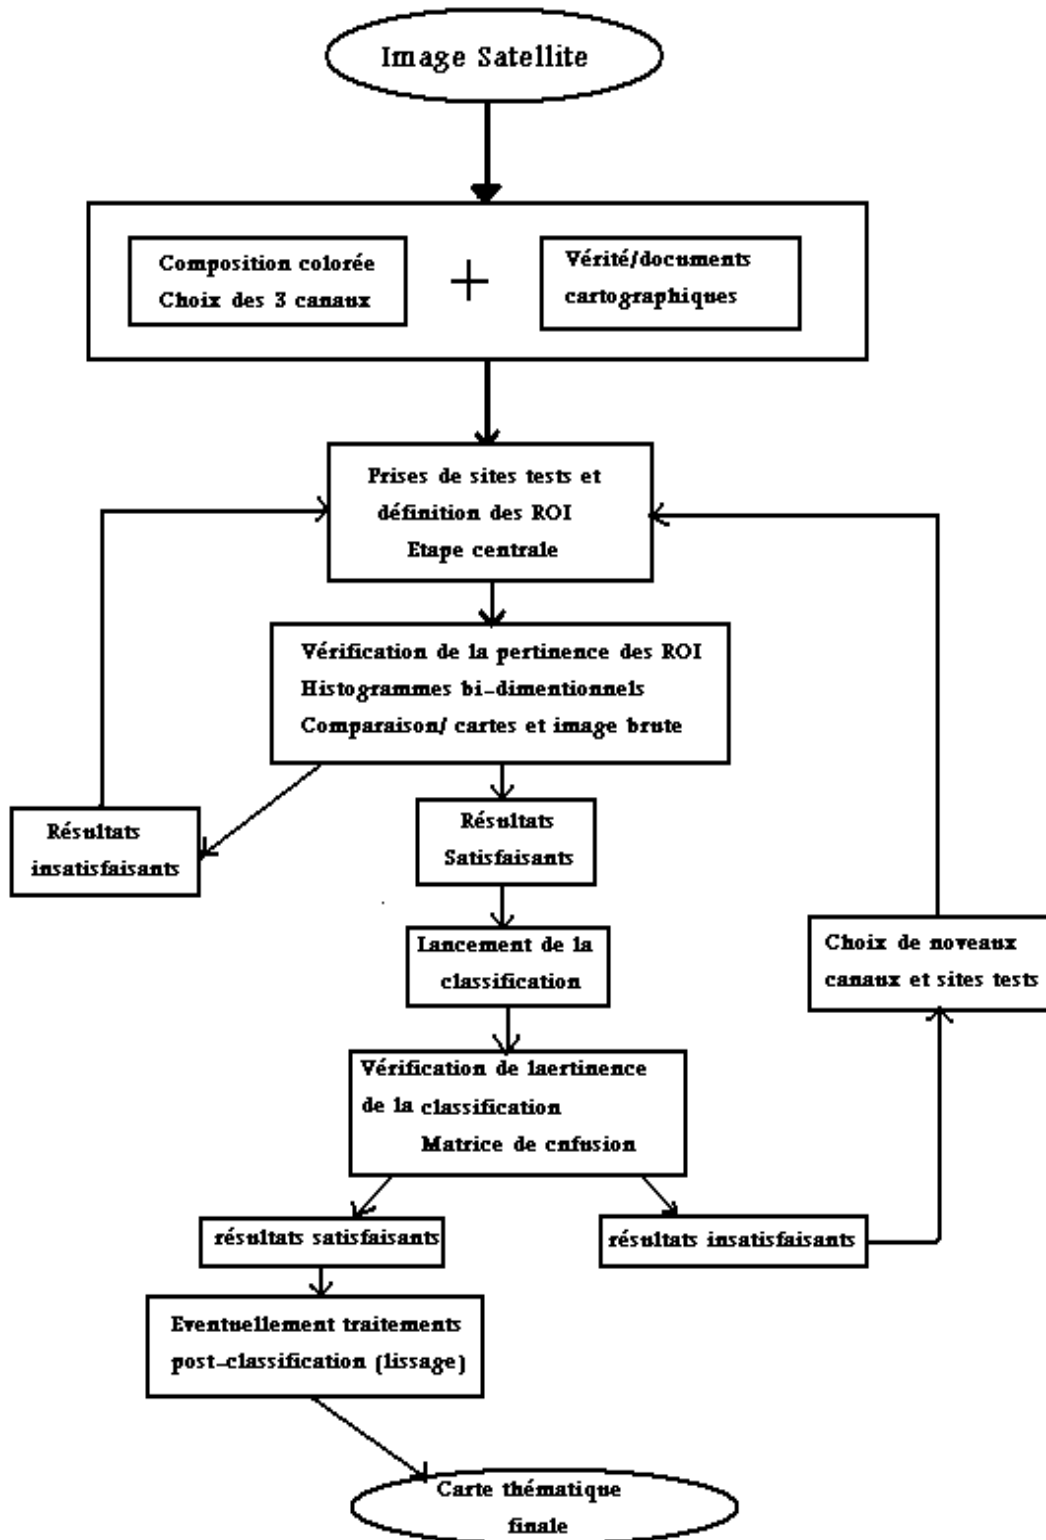 Image Satellite
Composition colorée
Choix des 3 canaux
+
Vérité/documents
cartographiques
Prises de sites tests et
définition des ROI
Etape centrale
Vérification de la pertinence des ROI
Histogrammes bi-dimentionnels
Comparaison/ cartes et image brute
Résultats
insatisfaisants
Résultats
Satisfaisants
Lancement de la
classification
Choix de noveaux
canaux et sites tests
Vérification de laertinence
de la classification
Matrice de cnfusion
résultats satisfaisants
résultats insatisfaisants
Eventuellement traitements
post-classification (lissage)
Carte thématique
finale